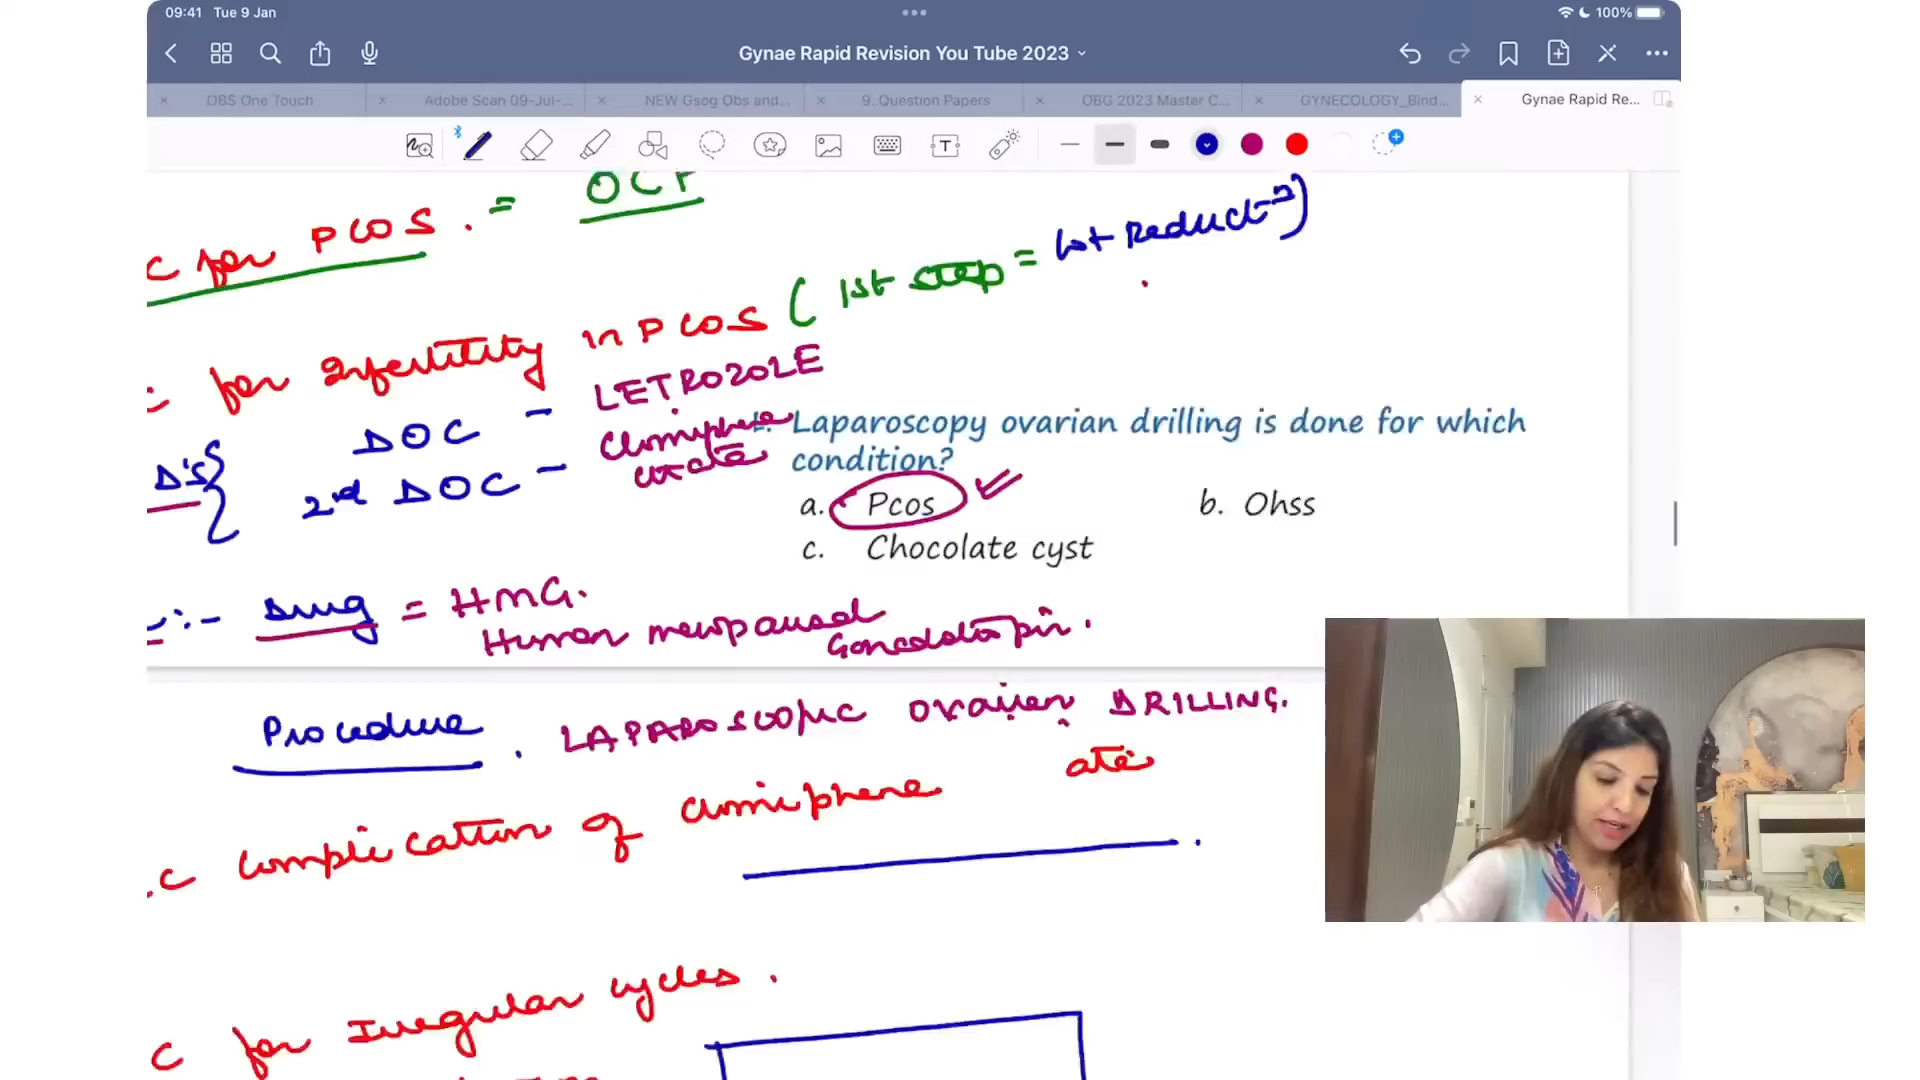 09:41 Tue 9 Jan
100%
Gynae Rapid Revision You Tube 2023
OBS One Touch
Adobe Scan 09-Jul-...
NEW Gsog Obs and...
9. Question Papers
OBG 2023 Master C...
GYNECOLOGY_Bind...
Gynae Rapid Re...
C for PCOS . = OCP
for Infertility in PCOS ( 1st step = wt Reduct→)
DOC - LETROZOLE
D's
2nd DOC - Clomiphene
citrate
Laparoscopy ovarian drilling is done for which
condition?
a. Pcos
b. Ohss
c. Chocolate cyst
:- Drug = HMG.
Human menopausal
Gonadotropin.
Procedure . LAPAROSCOPIC OVARIAN DRILLING.
.C complication of clomiphene ate
.
C for Irregular cycles .